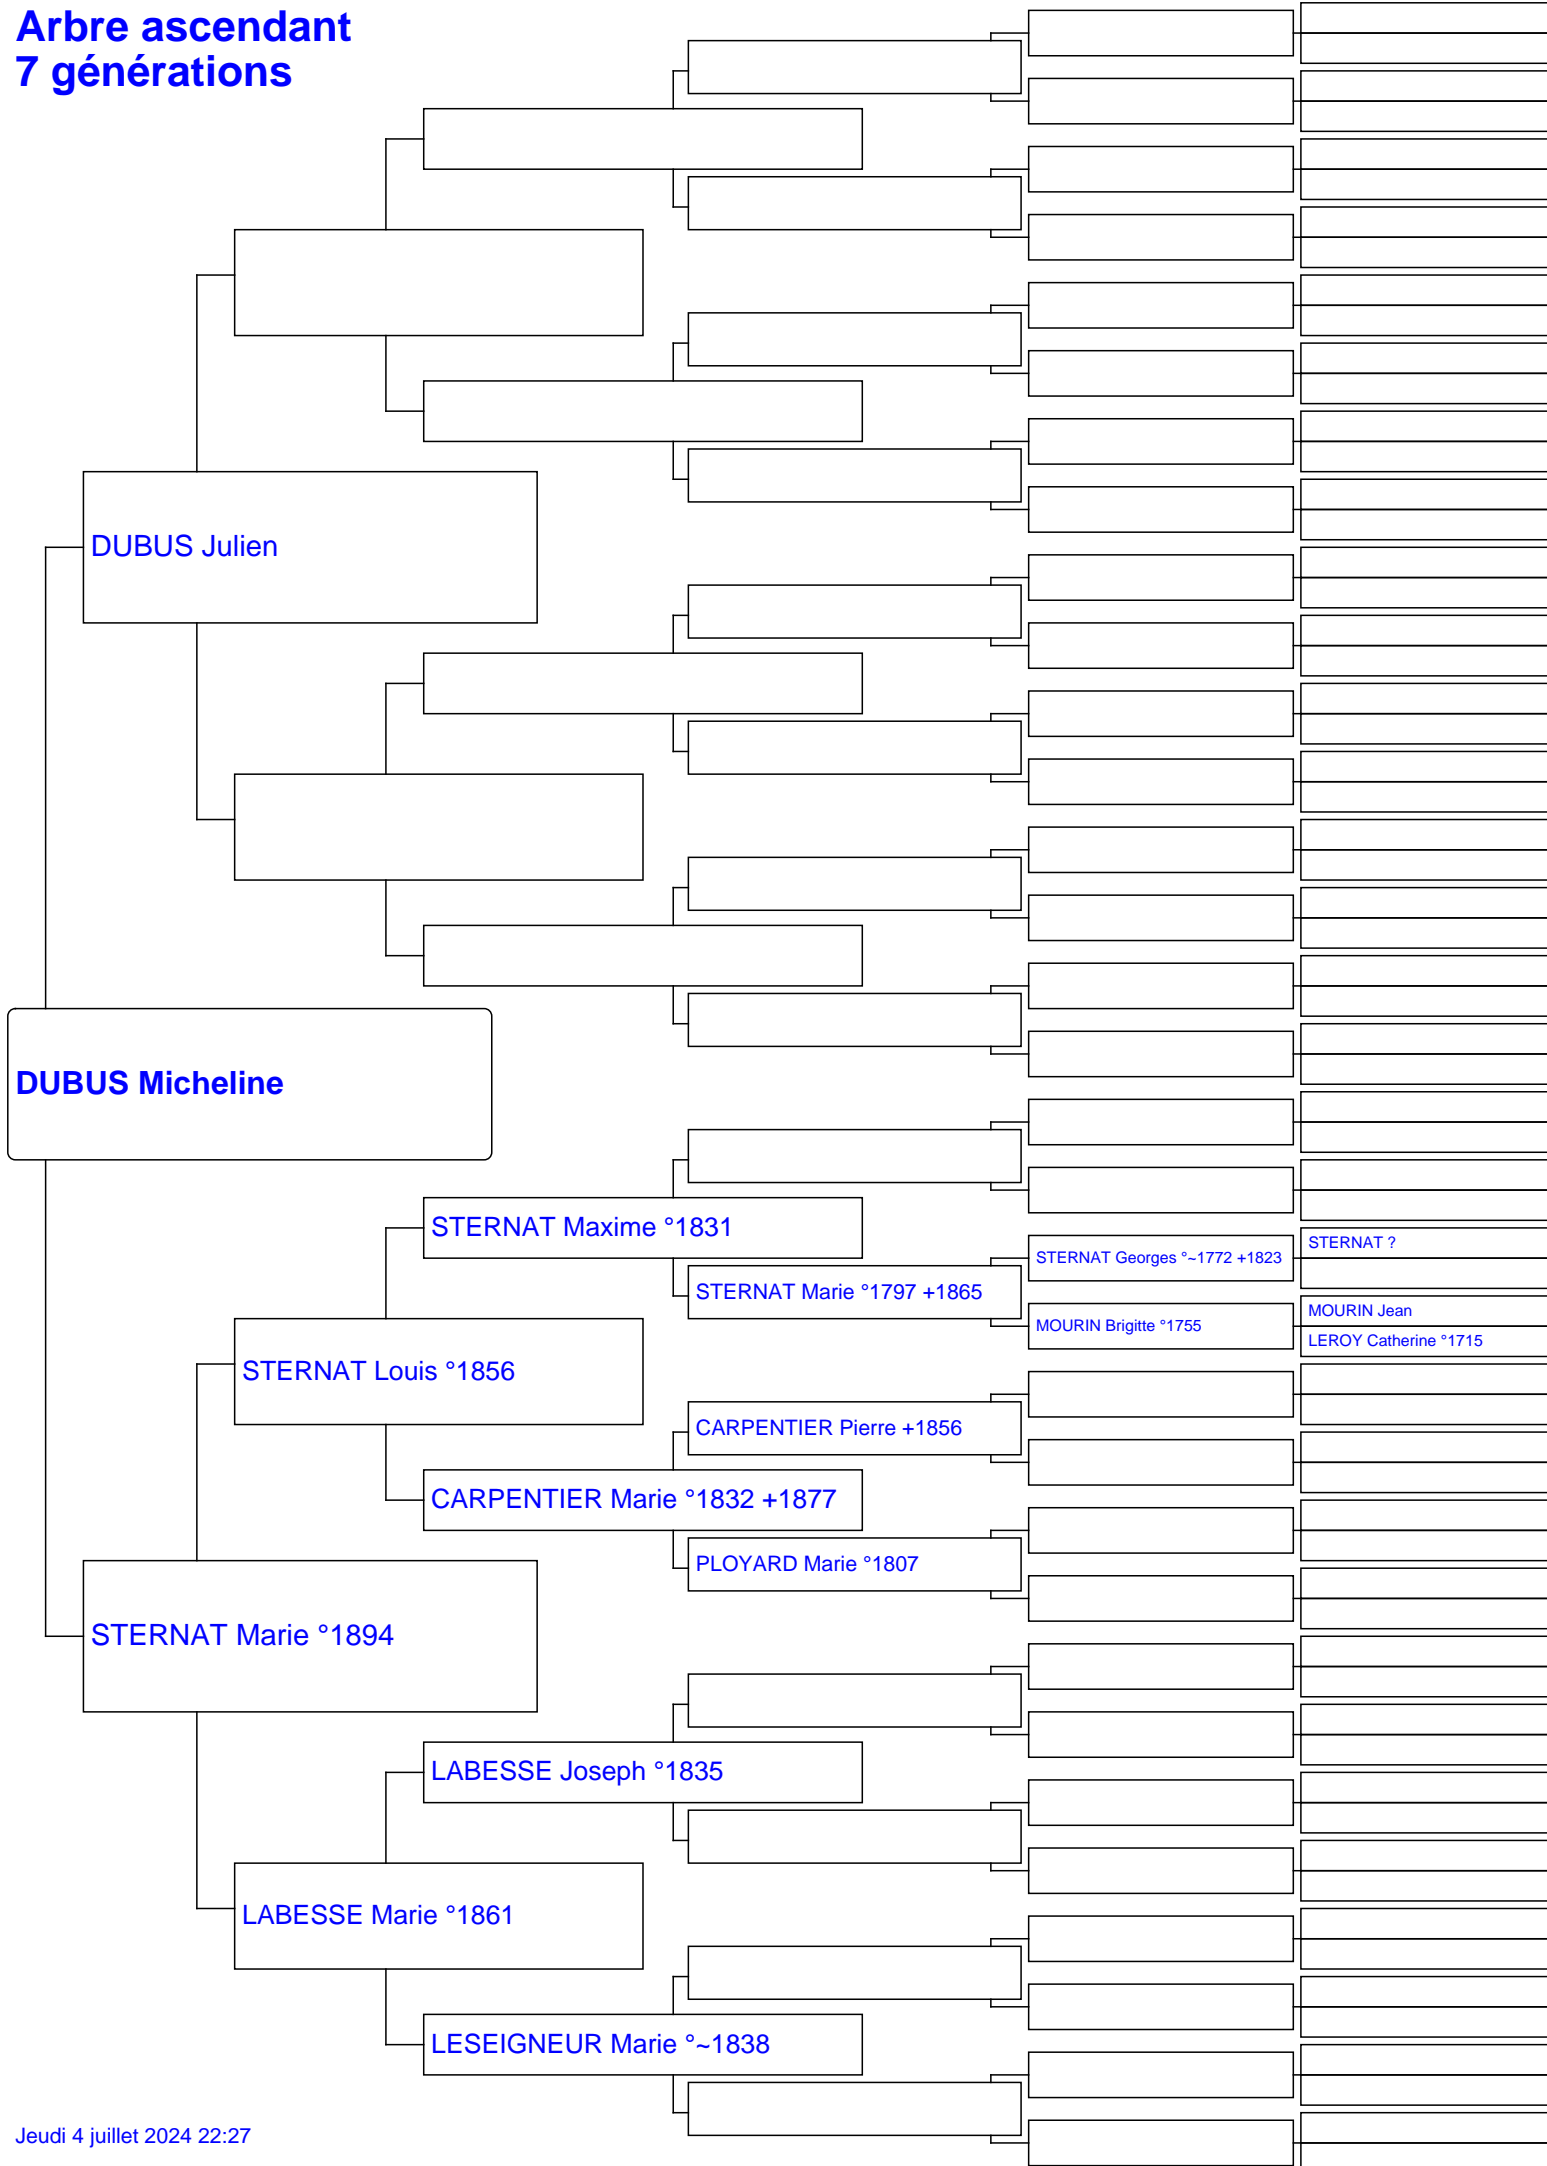 Arbre ascendant
7 générations
DUBUS Julien
DUBUS Micheline
STERNAT Maxime °1831
STERNAT Georges °~1772 +1823
STERNAT ?
STERNAT Marie °1797 +1865
MOURIN Brigitte °1755
MOURIN Jean
LEROY Catherine °1715
STERNAT Louis °1856
CARPENTIER Pierre +1856
CARPENTIER Marie °1832 +1877
PLOYARD Marie °1807
STERNAT Marie °1894
LABESSE Joseph °1835
LABESSE Marie °1861
LESEIGNEUR Marie °~1838
Jeudi 4 juillet 2024 22:27